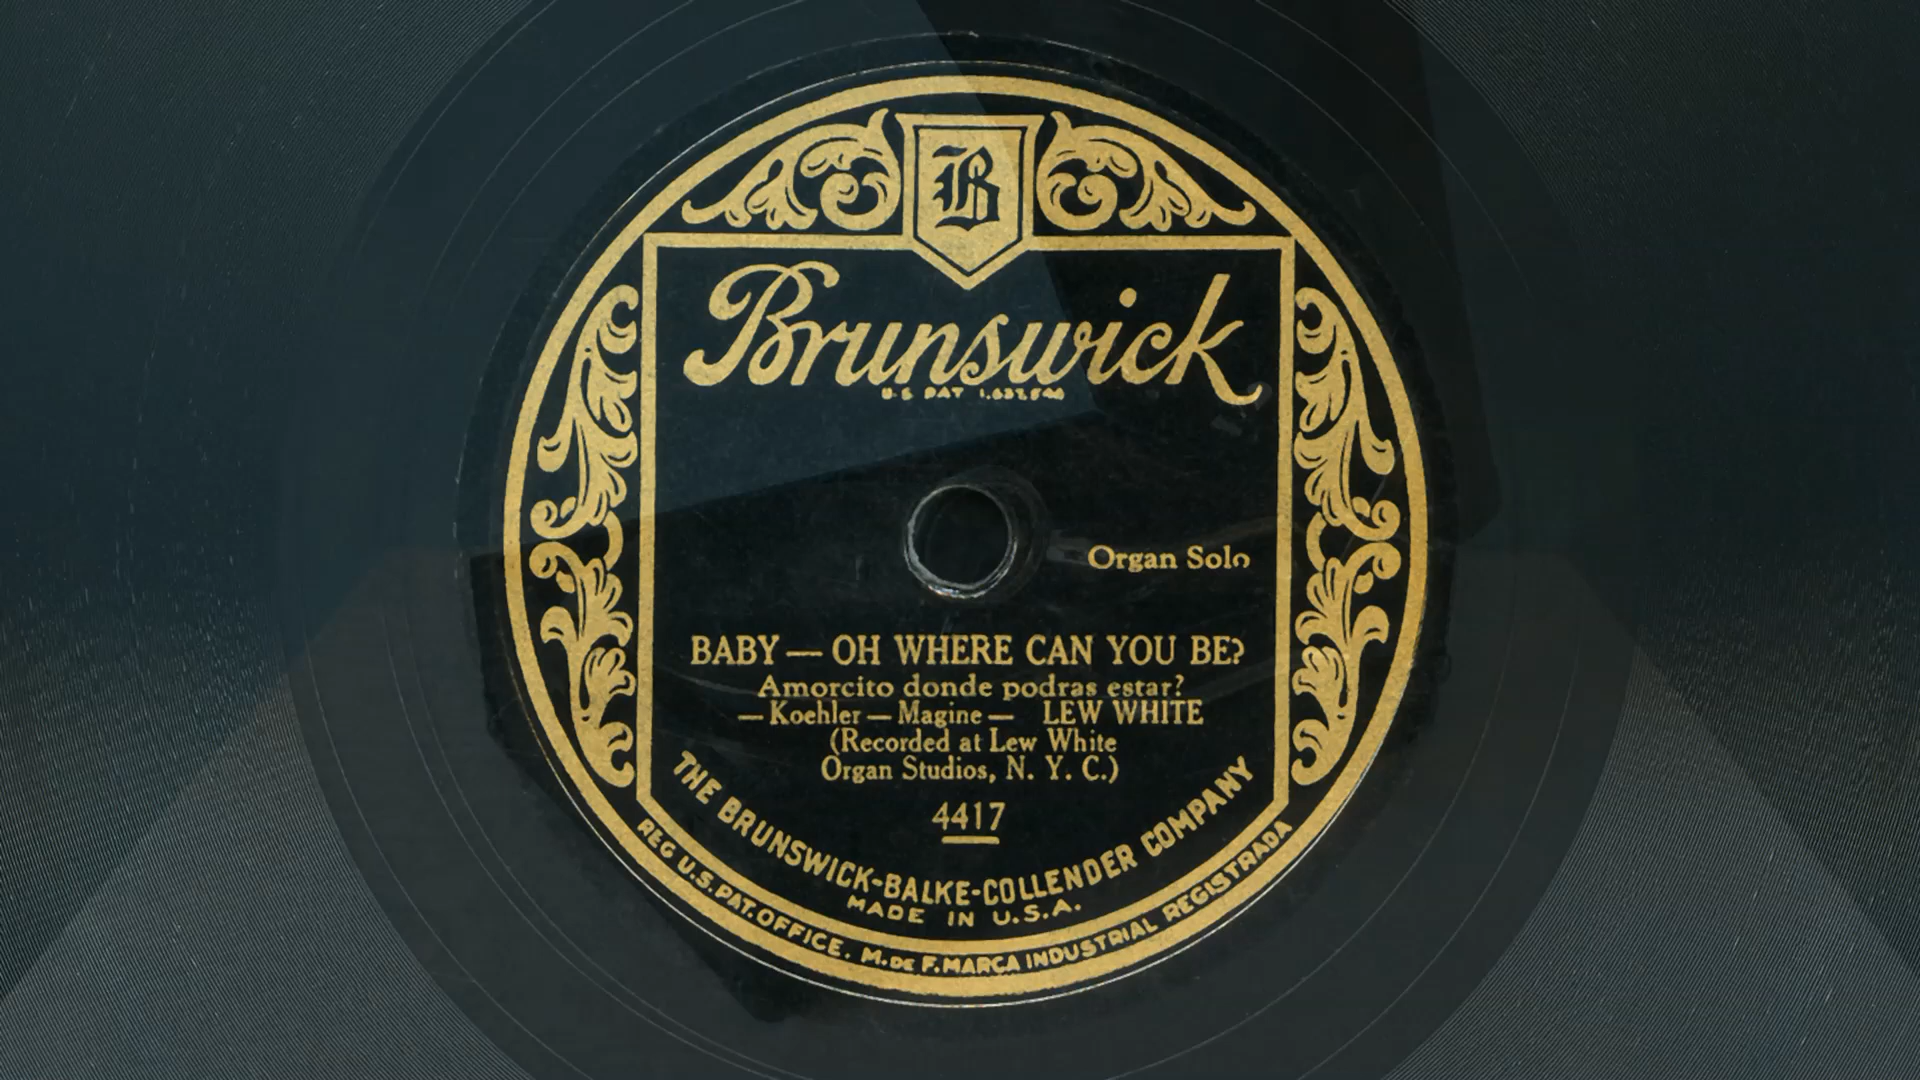 B
Brunswick
U.S. PAT
Organ Solo
BABY — OH WHERE CAN YOU BE?
Amorcito donde podras estar?
— Koehler — Magine — LEW WHITE
(Recorded at Lew White
Organ Studios, N. Y. C.)
4417
THE BRUNSWICK-BALKE-COLLENDER COMPANY
MADE IN U.S.A.
REG U.S. PAT. OFFICE. M. DE F. MARCA INDUSTRIAL REGISTRADA